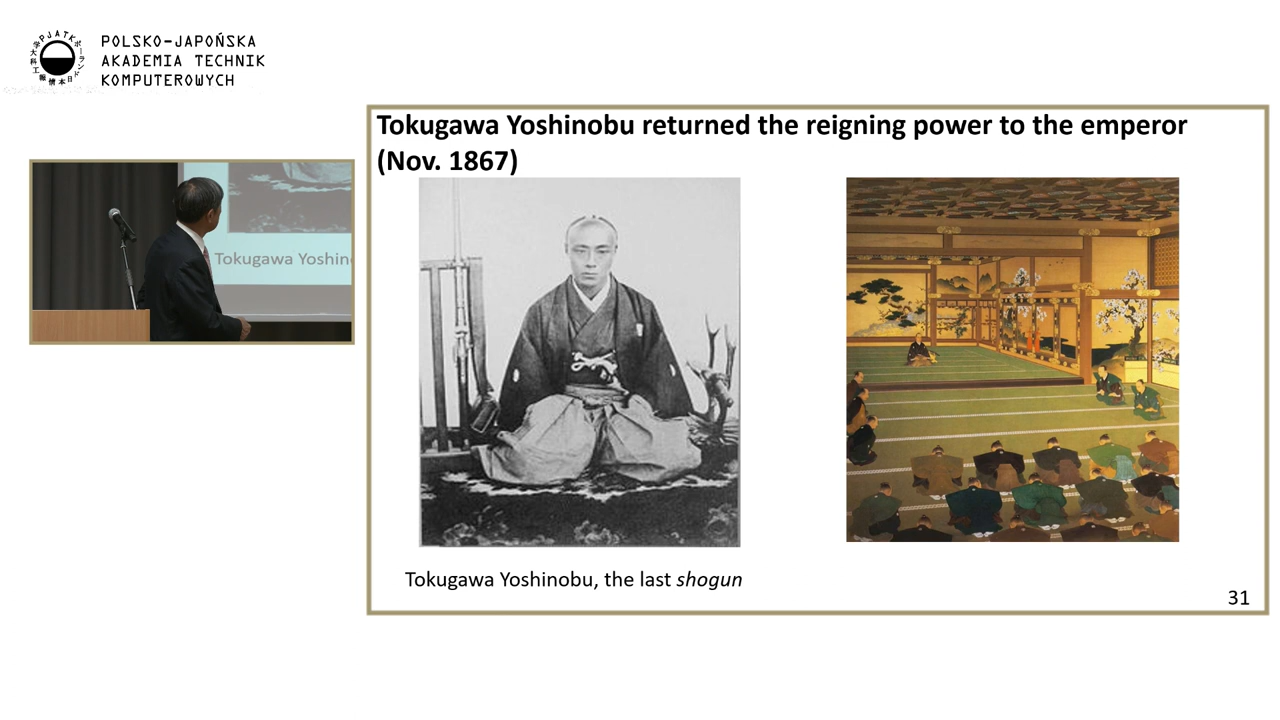 POLSKO-JAPOŃSKA
AKADEMIA TECHNIK
KOMPUTEROWYCH
PJATK
Tokugawa Yoshinobu returned the reigning power to the emperor
(Nov. 1867)
Tokugawa Yoshin
Tokugawa Yoshinobu, the last shogun
31